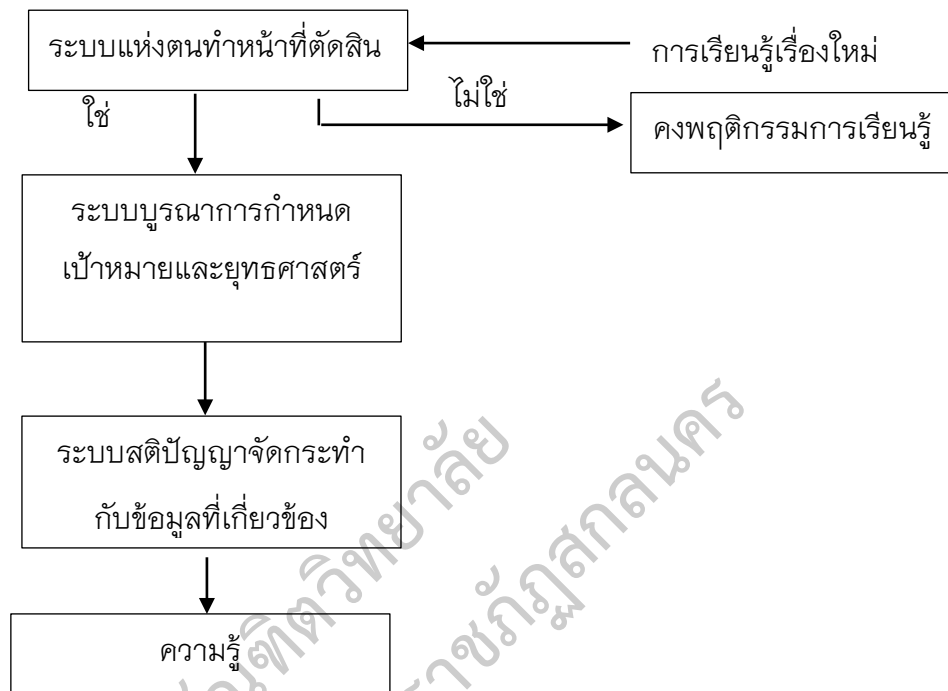 ระบบแห่งตนทำหน้าที่ตัดสิน
การเรียนรู้เรื่องใหม่
ใช่
ไม่ใช่
คงพฤติกรรมการเรียนรู้
ระบบบูรณาการกำหนด
เป้าหมายและยุทธศาสตร์
ระบบสติปัญญาจัดกระทำ
กับข้อมูลที่เกี่ยวข้อง
ความรู้